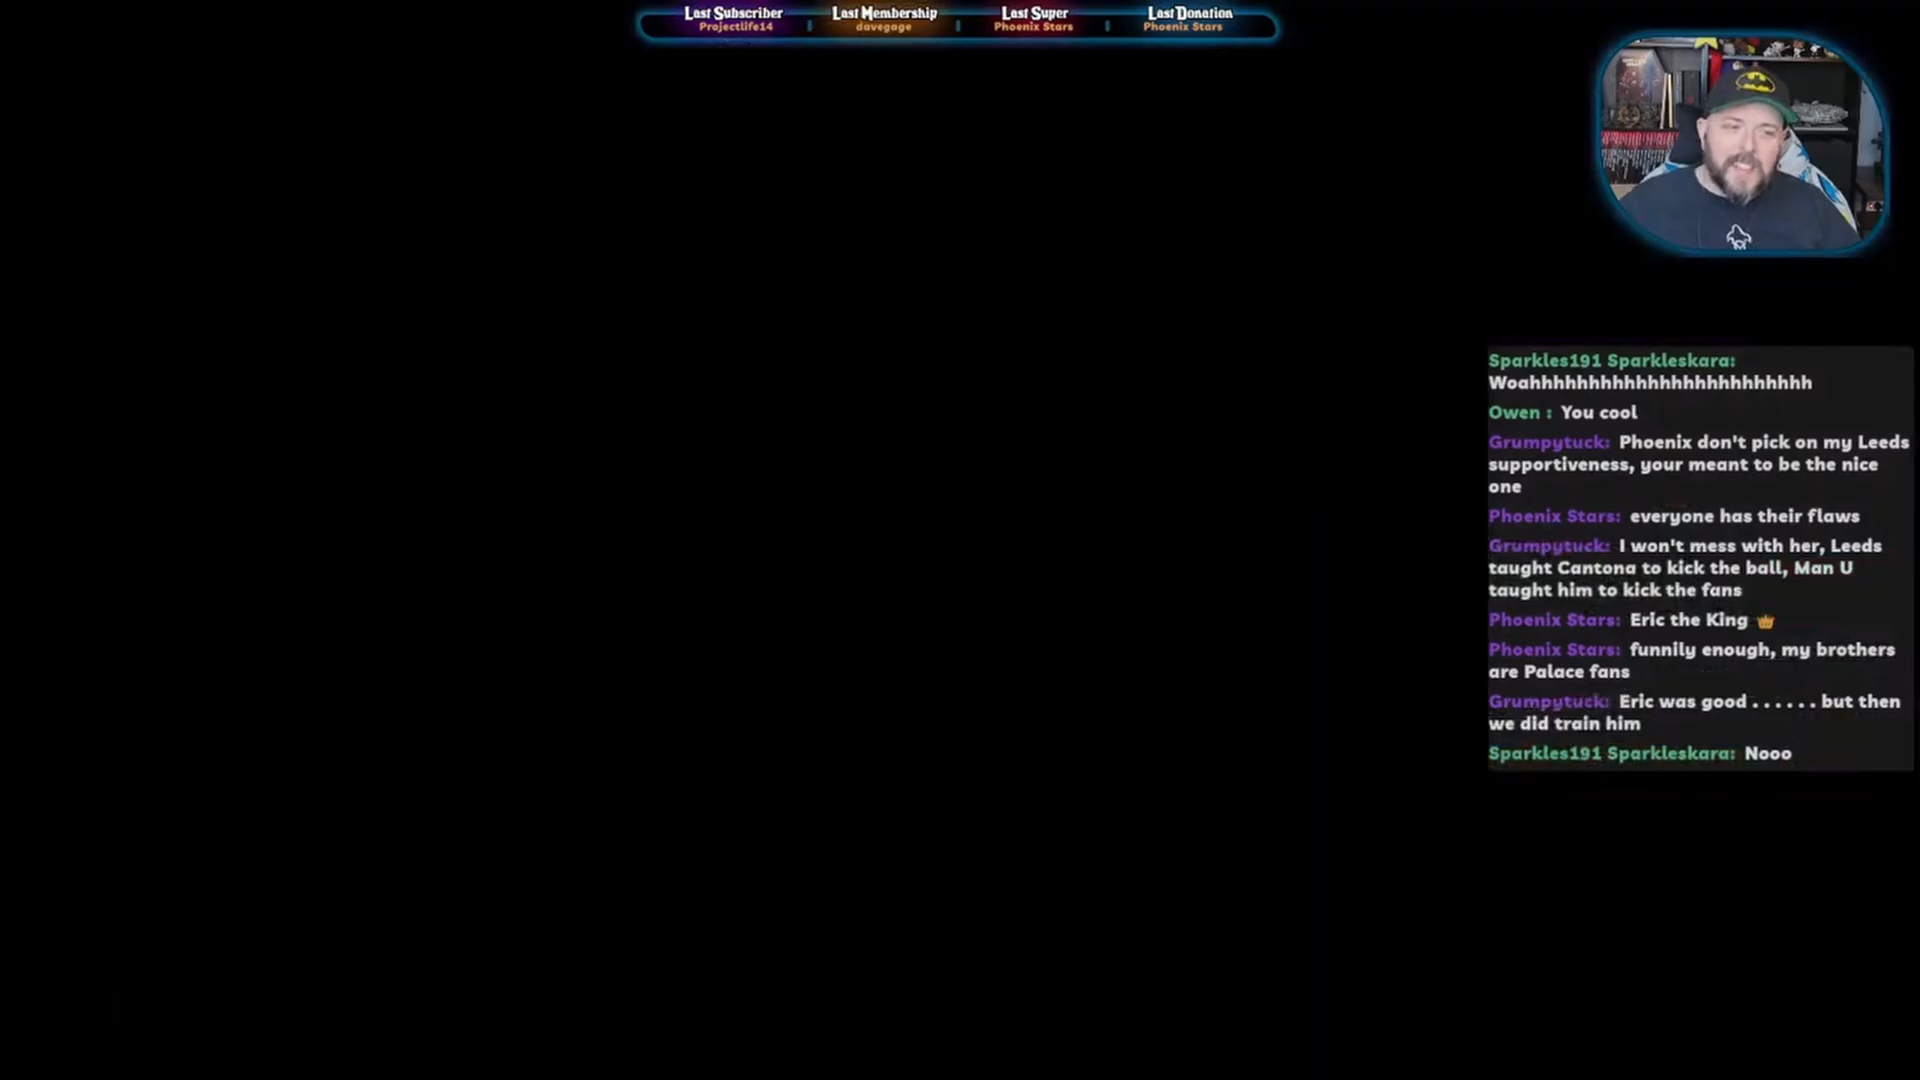 Last Subscriber
Projectlife14
Last Membership
davegage
Last Super
Phoenix Stars
Last Donation
Phoenix Stars
Sparkles191 Sparkleskara:
Woahhhhhhhhhhhhhhhhhhhhhhhhh
Owen : You cool
Grumpytuck: Phoenix don't pick on my Leeds
supportiveness, your meant to be the nice
one
Phoenix Stars: everyone has their flaws
Grumpytuck: I won't mess with her, Leeds
taught Cantona to kick the ball, Man U
taught him to kick the fans
Phoenix Stars: Eric the King 👑
Phoenix Stars: funnily enough, my brothers
are Palace fans
Grumpytuck: Eric was good . . . . . . but then
we did train him
Sparkles191 Sparkleskara: Nooo